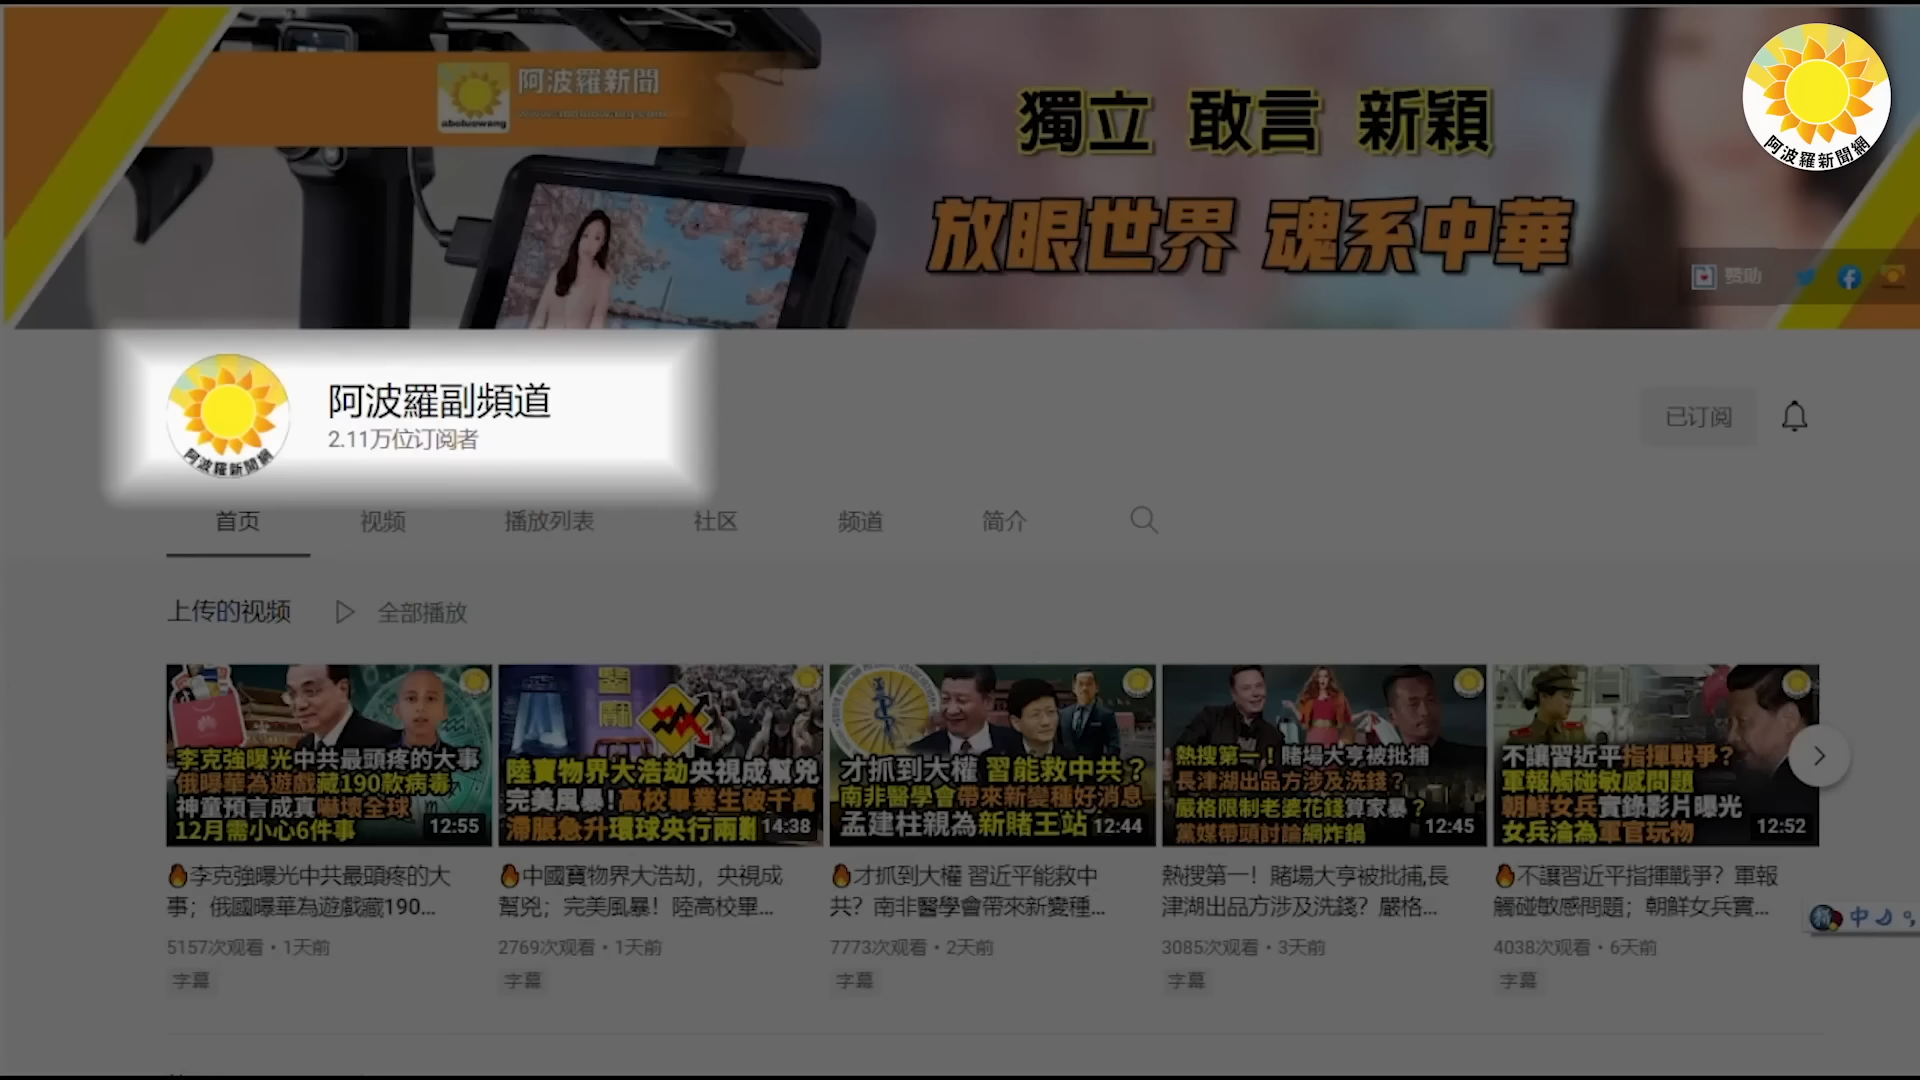 阿波羅新聞
www.aboluowang.com
aboluowang
獨立 敢言 新穎
放眼世界 魂系中華
阿波羅新聞網
赞助
阿波羅新聞網
阿波羅副頻道
2.11万位订阅者
已订阅
首页
视频
播放列表
社区
频道
简介
上传的视频
全部播放
李克強曝光中共最頭疼的大事
俄曝華為遊戲藏190款病毒
神童預言成真嚇壞全球
12月需小心6件事
12:55
陸寶物界大浩劫央視成幫兇
完美風暴!高校畢業生破千萬
滯脹急升環球央行兩難
14:38
才抓到大權 習能救中共?
南非醫學會帶來新變種好消息
孟建柱親為新賭王站
12:44
熱搜第一!賭場大亨被批捕
長津湖出品方涉及洗錢?
嚴格限制老婆花錢算家暴?
黨媒帶頭討論網炸鍋
12:45
不讓習近平指揮戰爭?
軍報觸碰敏感問題
朝鮮女兵實錄影片曝光
女兵淪為軍官玩物
12:52
🔥李克強曝光中共最頭疼的大
事；俄國曝華為遊戲藏190...
5157次观看・1天前
字幕
🔥中國寶物界大浩劫，央視成
幫兇；完美風暴！陸高校畢...
2769次观看・1天前
字幕
🔥才抓到大權 習近平能救中
共？南非醫學會帶來新變種...
7773次观看・2天前
字幕
熱搜第一！賭場大亨被批捕,長
津湖出品方涉及洗錢？嚴格...
3085次观看・3天前
字幕
🔥不讓習近平指揮戰爭？軍報
觸碰敏感問題；朝鮮女兵實...
4038次观看・6天前
字幕
中